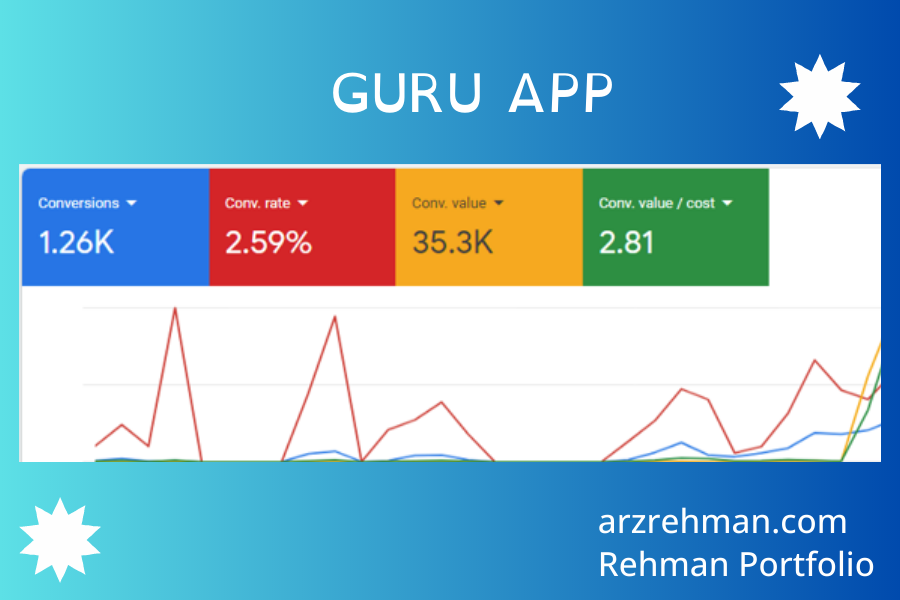 GURU APP
Conversions
1.26K
Conv. rate
2.59%
Conv. value
35.3K
Conv. value / cost
2.81
arzrehman.com
Rehman Portfolio